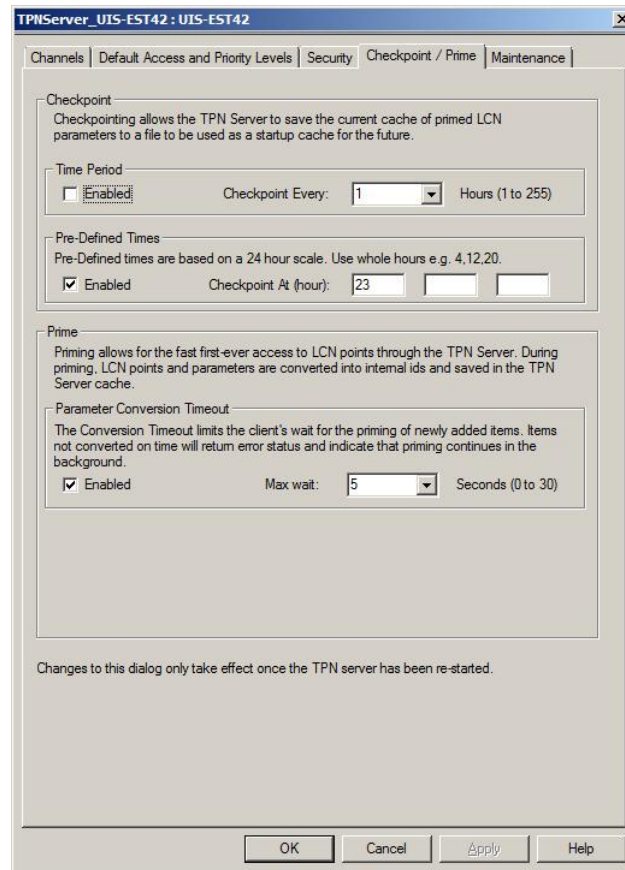 TPNServer_UIS-EST42 : UIS-EST42
Channels Default Access and Priority Levels Security Checkpoint / Prime Maintenance
Checkpoint
Checkpointing allows the TPN Server to save the current cache of primed LCN
parameters to a file to be used as a startup cache for the future.
Time Period
Enabled Checkpoint Every: 1 Hours (1 to 255)
Pre-Defined Times
Pre-Defined times are based on a 24 hour scale. Use whole hours e.g. 4,12,20.
Enabled Checkpoint At (hour): 23
Prime
Priming allows for the fast first-ever access to LCN points through the TPN Server. During
priming, LCN points and parameters are converted into internal ids and saved in the TPN
Server cache.
Parameter Conversion Timeout
The Conversion Timeout limits the client's wait for the priming of newly added items. Items
not converted on time will return error status and indicate that priming continues in the
background.
Enabled Max wait: 5 Seconds (0 to 30)
Changes to this dialog only take effect once the TPN server has been re-started.
OK Cancel Apply Help